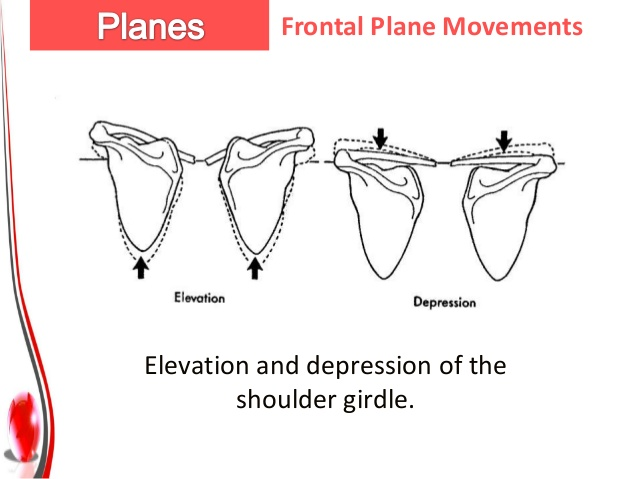 Planes
Frontal Plane Movements
Elevation
Depression
Elevation and depression of the
shoulder girdle.